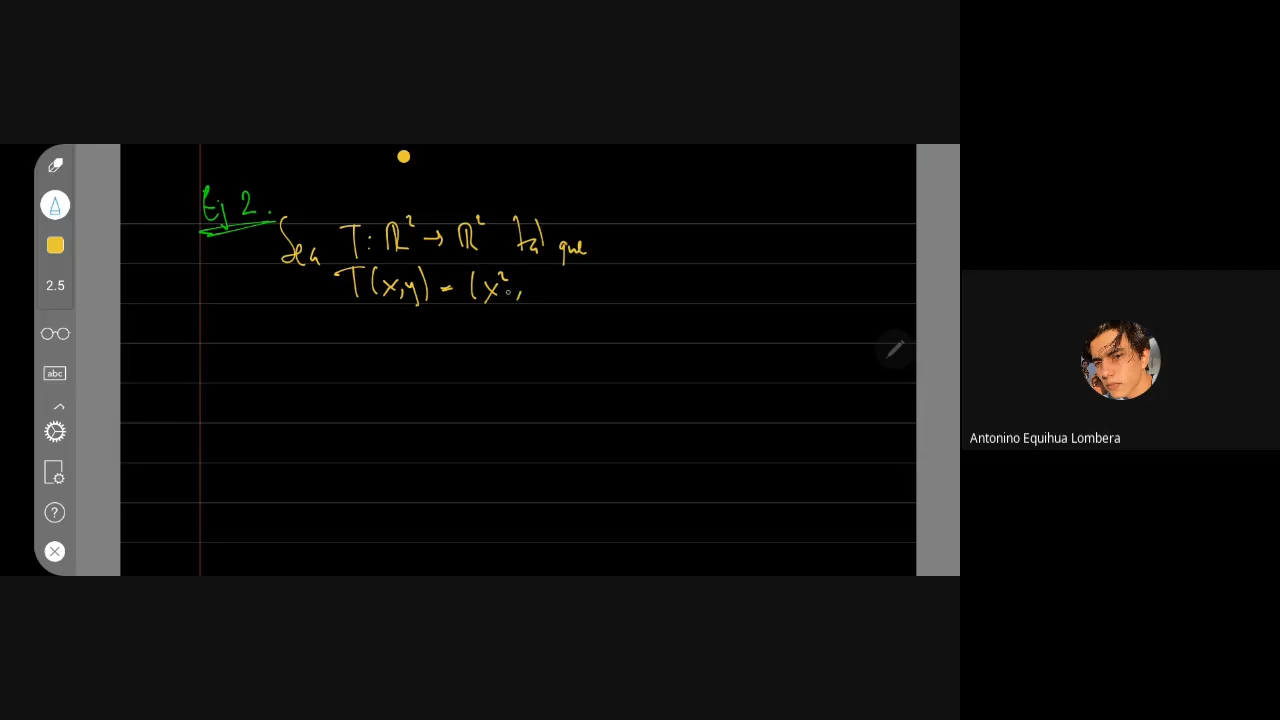 Ej 2.
Sea T: ℝ² → ℝ² tal que
T(x,y) = (x²,
2.5
abc
?
Antonino Equihua Lombera